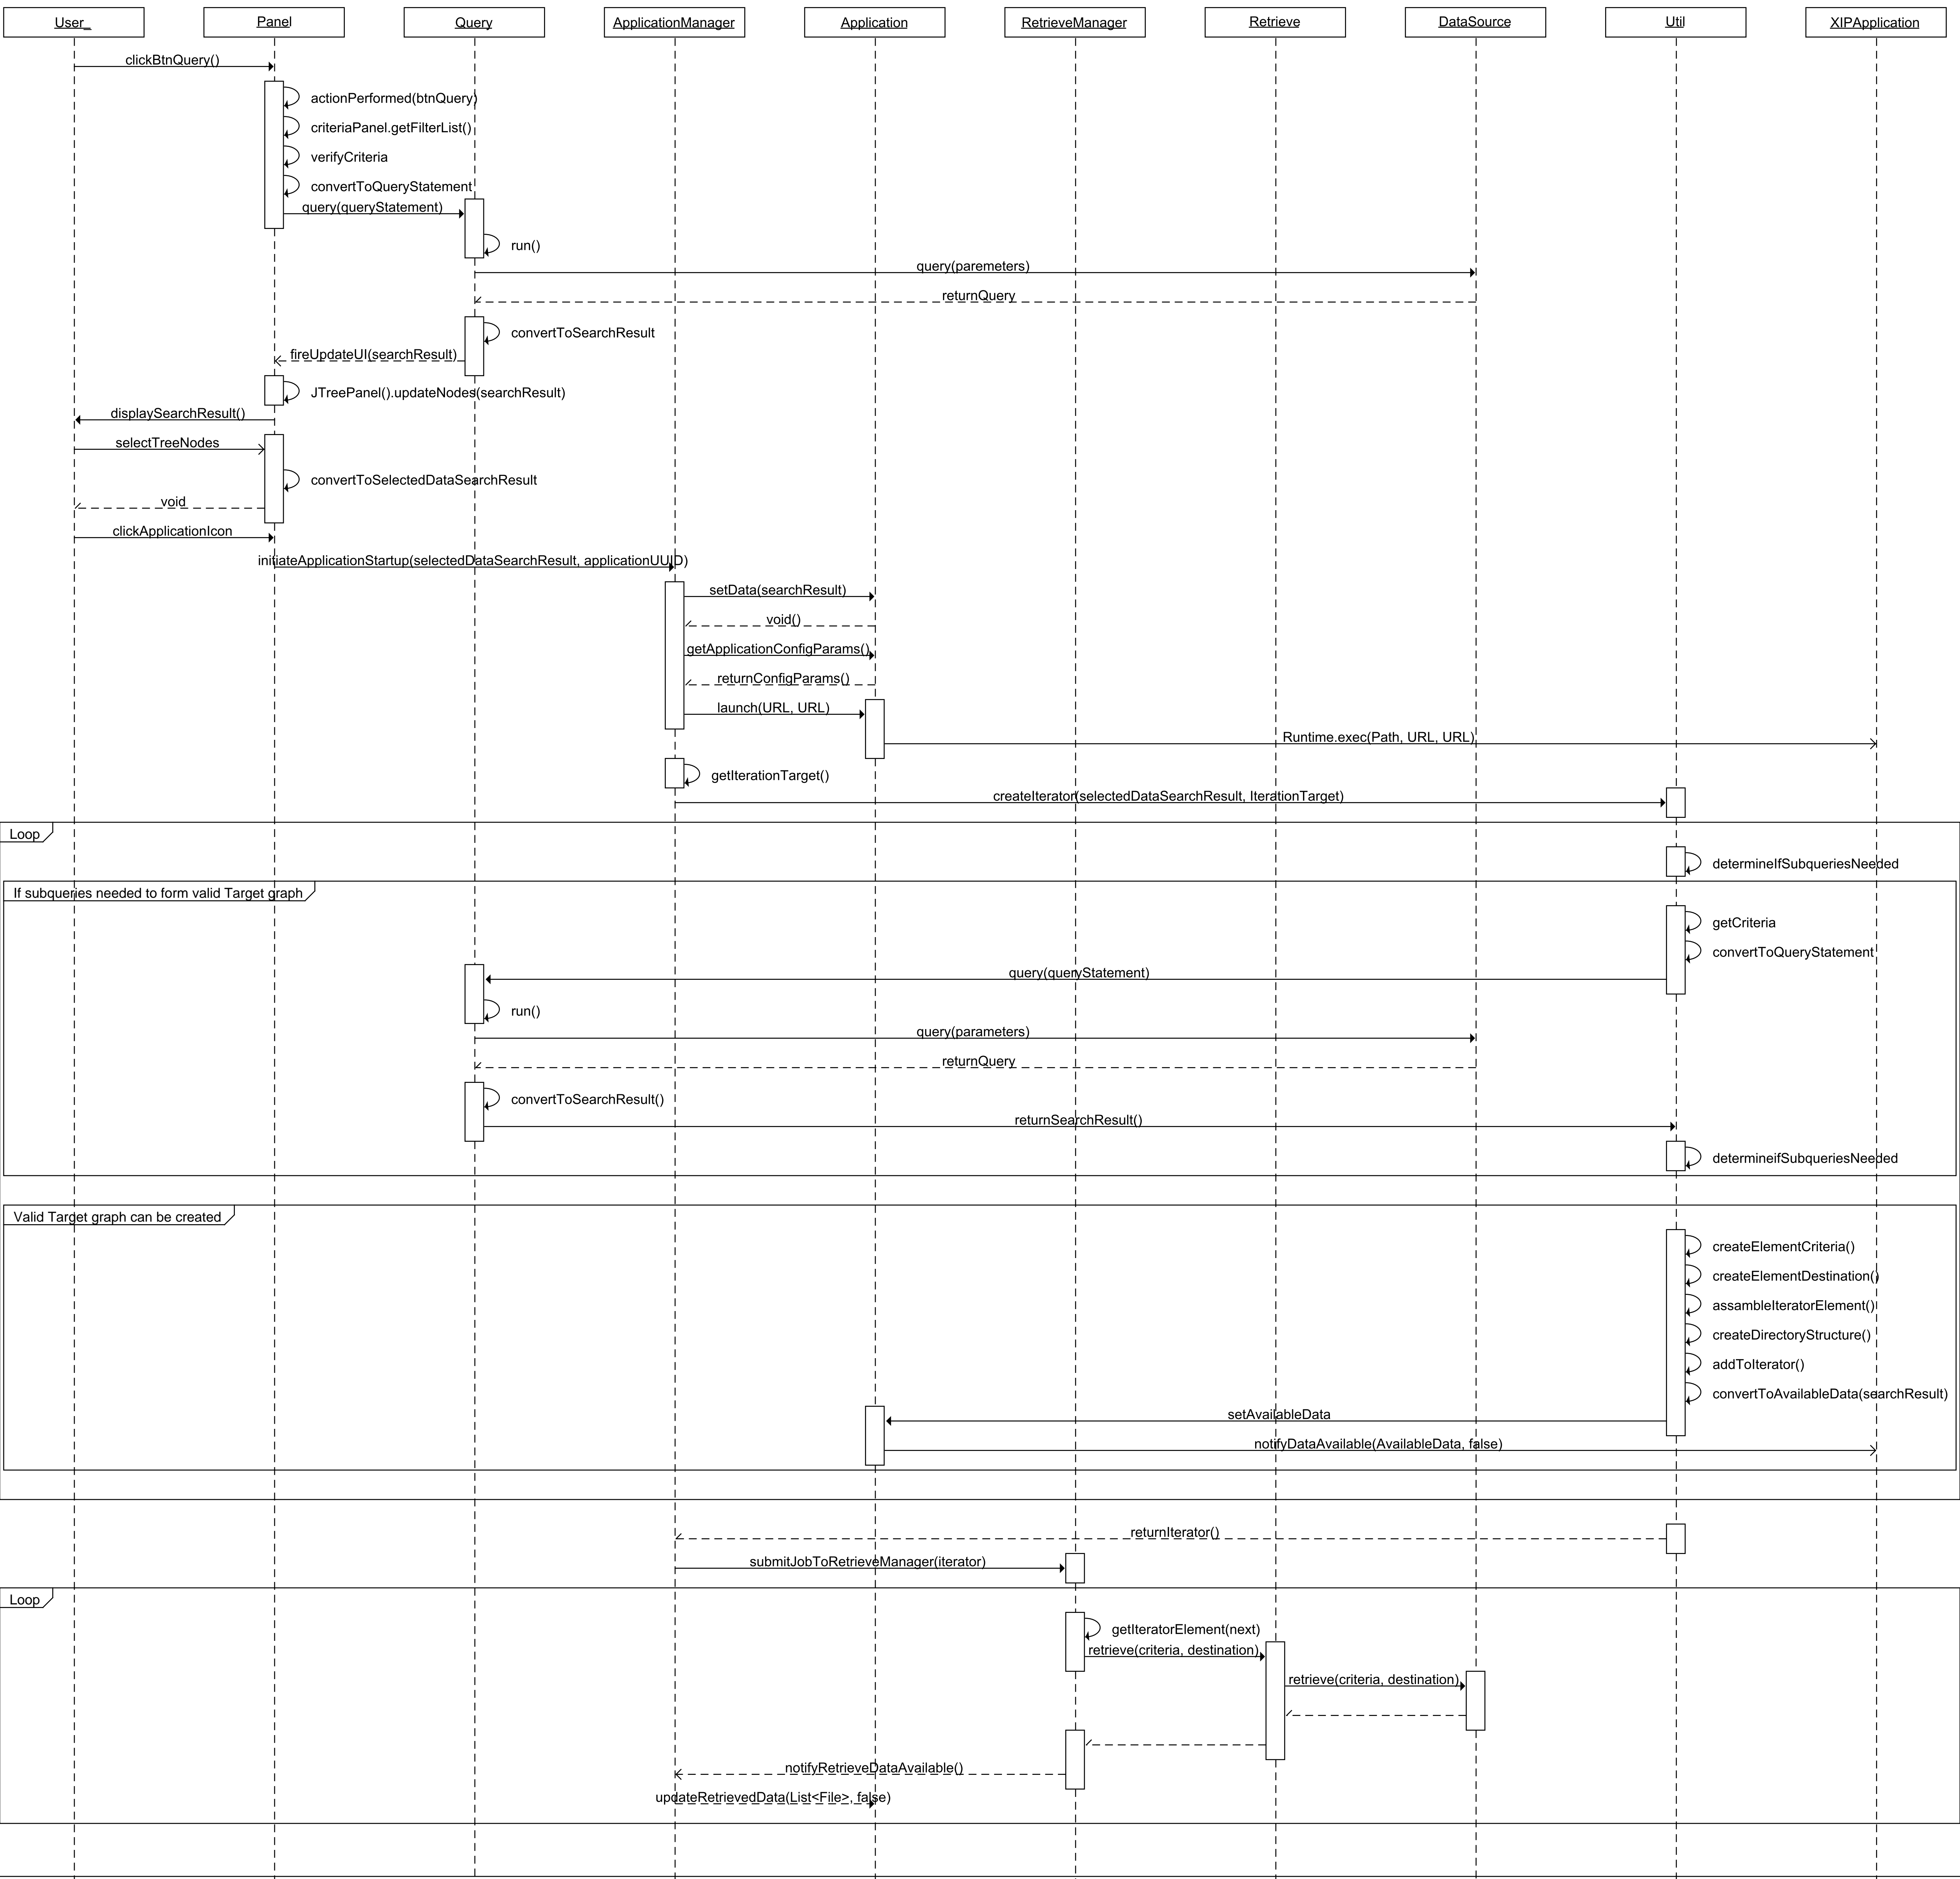 User_
Panel
Query
ApplicationManager
Application
RetrieveManager
Retrieve
DataSource
Util
XIPApplication
clickBtnQuery()
actionPerformed(btnQuery)
criteriaPanel.getFilterList()
verifyCriteria
convertToQueryStatement
query(queryStatement)
run()
query(paremeters)
returnQuery
convertToSearchResult
fireUpdateUI(searchResult)
JTreePanel().updateNodes(searchResult)
displaySearchResult()
selectTreeNodes
convertToSelectedDataSearchResult
void
clickApplicationIcon
initiateApplicationStartup(selectedDataSearchResult, applicationUUID)
setData(searchResult)
void()
getApplicationConfigParams()
returnConfigParams()
launch(URL, URL)
Runtime.exec(Path, URL, URL)
getIterationTarget()
createIterator(selectedDataSearchResult, IterationTarget)
Loop
determineIfSubqueriesNeeded
If subqueries needed to form valid Target graph
getCriteria
convertToQueryStatement
query(queryStatement)
run()
query(parameters)
returnQuery
convertToSearchResult()
returnSearchResult()
determineifSubqueriesNeeded
Valid Target graph can be created
createElementCriteria()
createElementDestination()
assambleIteratorElement()
createDirectoryStructure()
addToIterator()
convertToAvailableData(searchResult)
setAvailableData
notifyDataAvailable(AvailableData, false)
returnIterator()
submitJobToRetrieveManager(iterator)
Loop
getIteratorElement(next)
retrieve(criteria, destination)
retrieve(criteria, destination)
notifyRetrieveDataAvailable()
updateRetrievedData(List<File>, false)